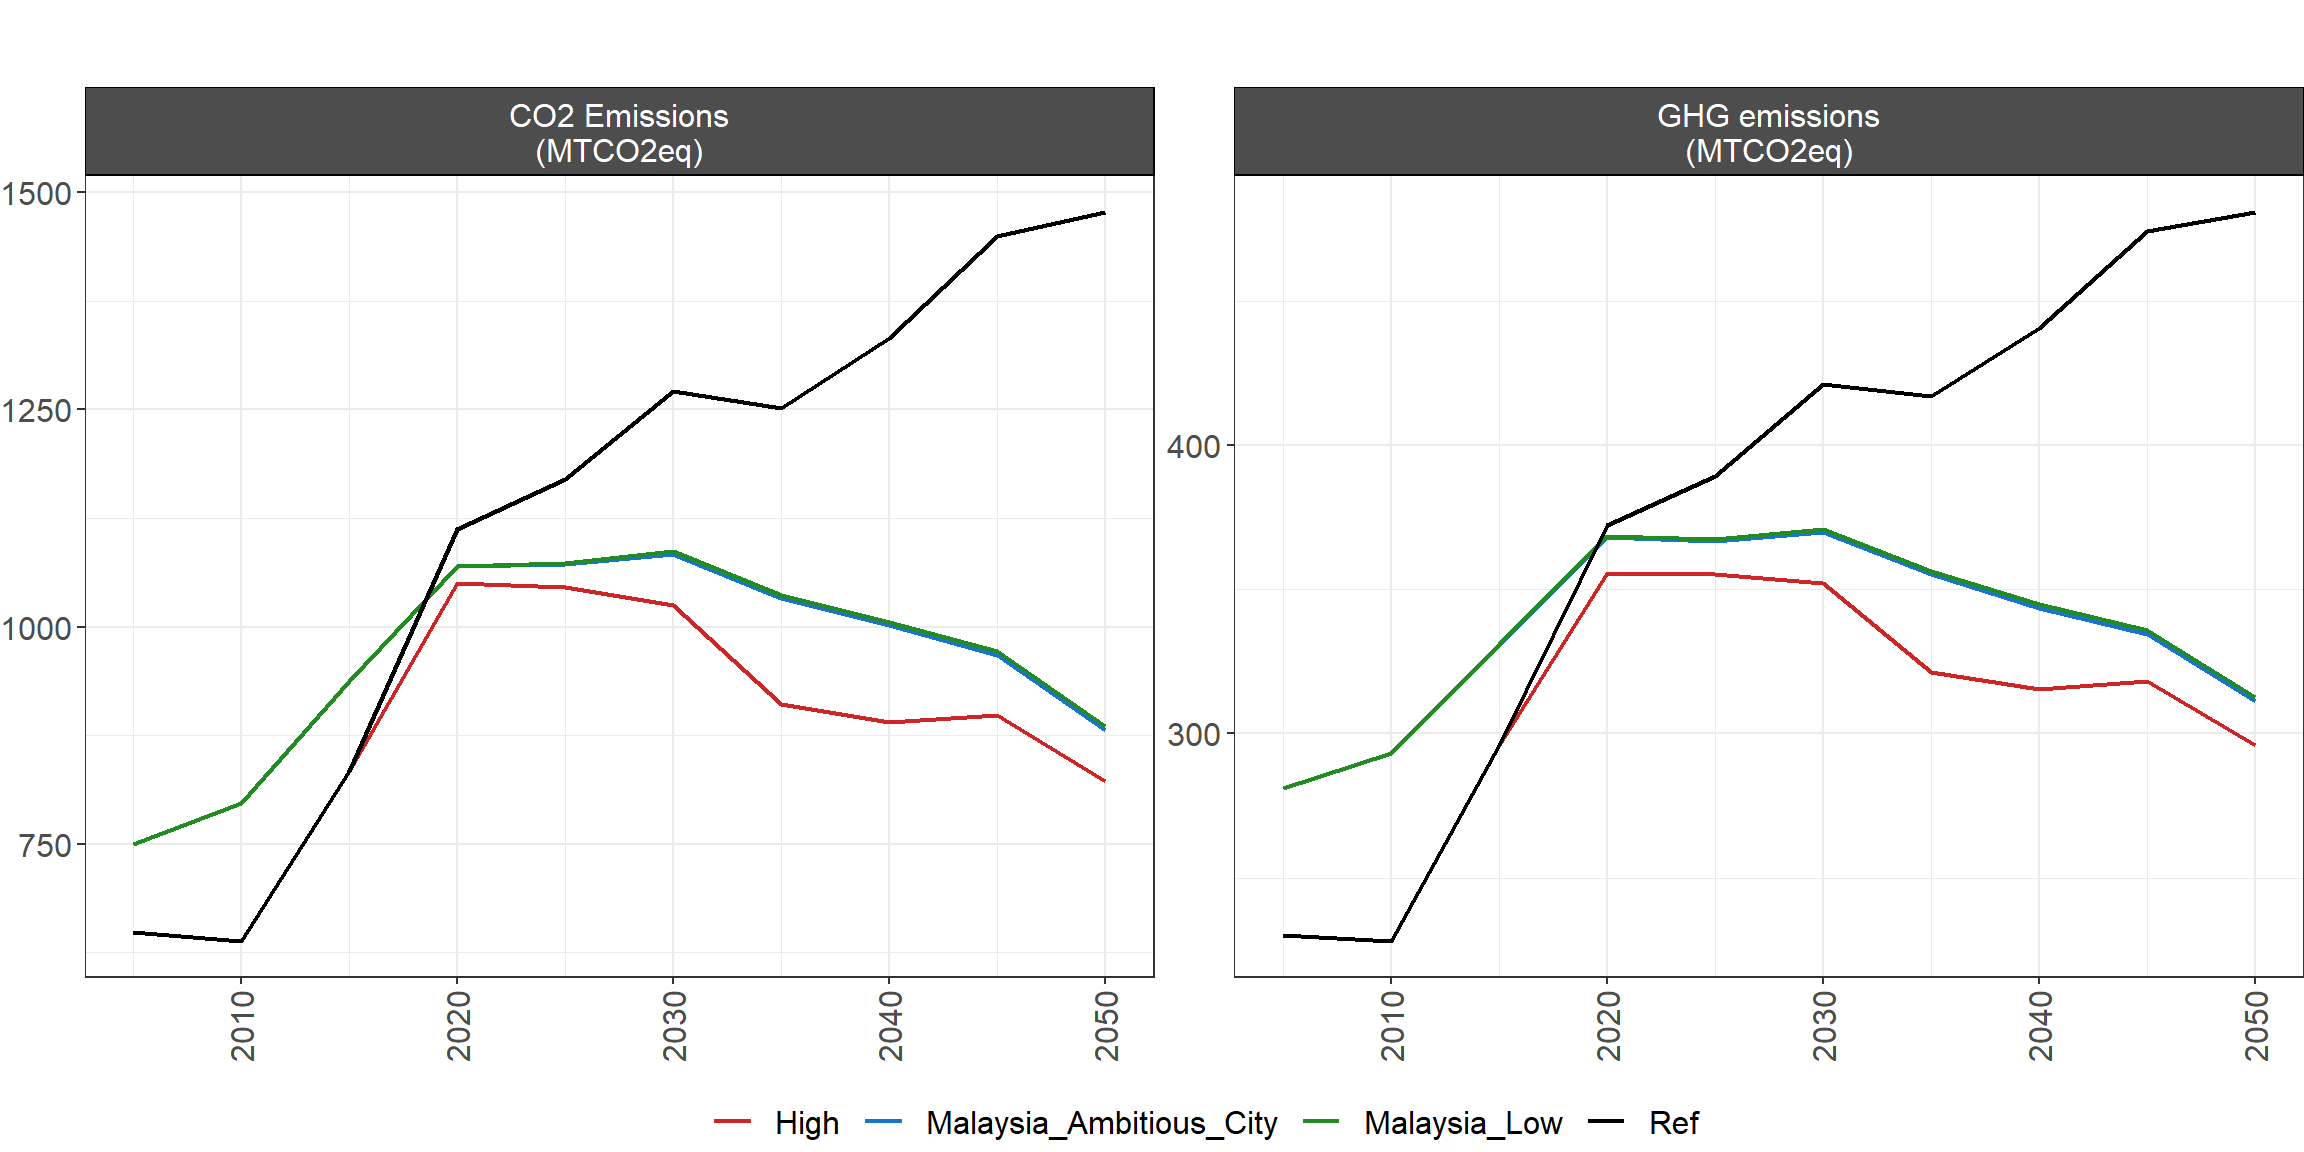 CO2 Emissions
(MTCO2eq)
GHG emissions
(MTCO2eq)
1500
1250
1000
750
400
300
2010
2020
2030
2040
2050
2010
2020
2030
2040
2050
High
Malaysia_Ambitious_City
Malaysia_Low
Ref